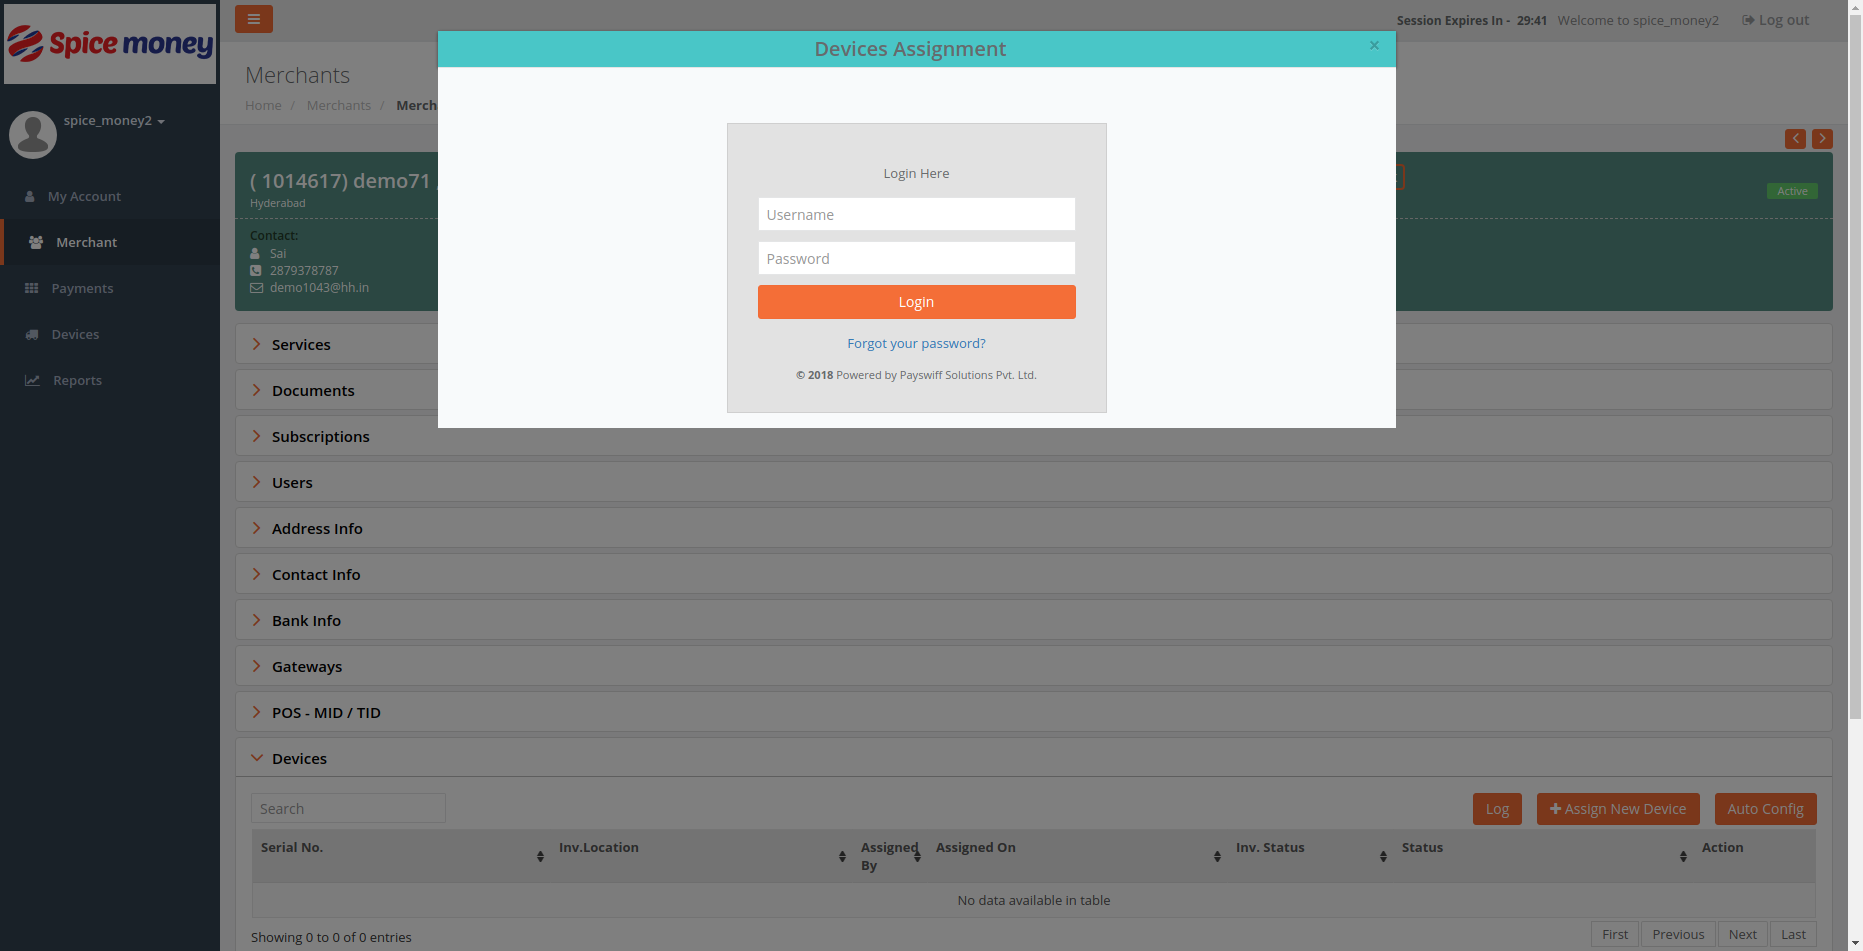 Spice money
Session Expires In - 29:41 Welcome to spice_money2 Log out
Devices Assignment
×
Merchants
Home / Merchants / Merch
spice_money2
My Account
Merchant
Payments
Devices
Reports
( 1014617) demo71
Hyderabad
Active
Contact:
Sai
2879378787
demo1043@hh.in
Login Here
Username
Password
Login
Forgot your password?
© 2018 Powered by Payswiff Solutions Pvt. Ltd.
Services
Documents
Subscriptions
Users
Address Info
Contact Info
Bank Info
Gateways
POS - MID / TID
Devices
Search
Log
Assign New Device
Auto Config
Serial No. Inv.Location Assigned By Assigned On Inv. Status Status Action
No data available in table
Showing 0 to 0 of 0 entries
First Previous Next Last